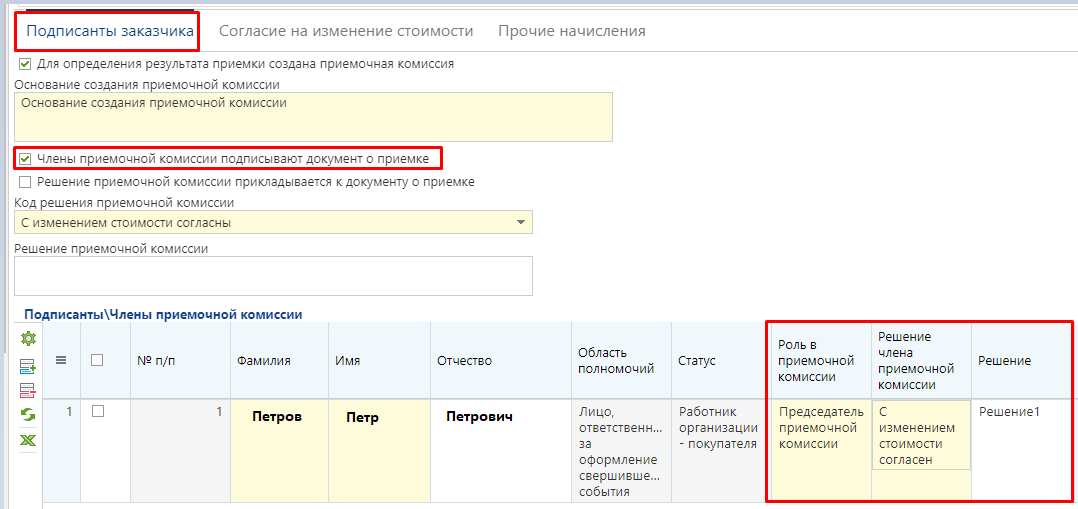 Подписанты заказчика Согласие на изменение стоимости Прочие начисления
Для определения результата приемки создана приемочная комиссия
Основание создания приемочной комиссии
Основание создания приемочной комиссии
Члены приемочной комиссии подписывают документ о приемке
Решение приемочной комиссии прикладывается к документу о приемке
Код решения приемочной комиссии
С изменением стоимости согласны
Решение приемочной комиссии
Подписанты\Члены приемочной комиссии
№ п/п
Фамилия
Имя
Отчество
Область
полномочий
Статус
Роль в
приемочной
комиссии
Решение
члена
приемочной
комиссии
Решение
1
1
Петров
Петр
Петрович
Лицо,
ответственн...
за
оформление
свершивше...
события
Работник
организации
- покупателя
Председатель
приемочной
комиссии
С
изменением
стоимости
согласен
Решение1